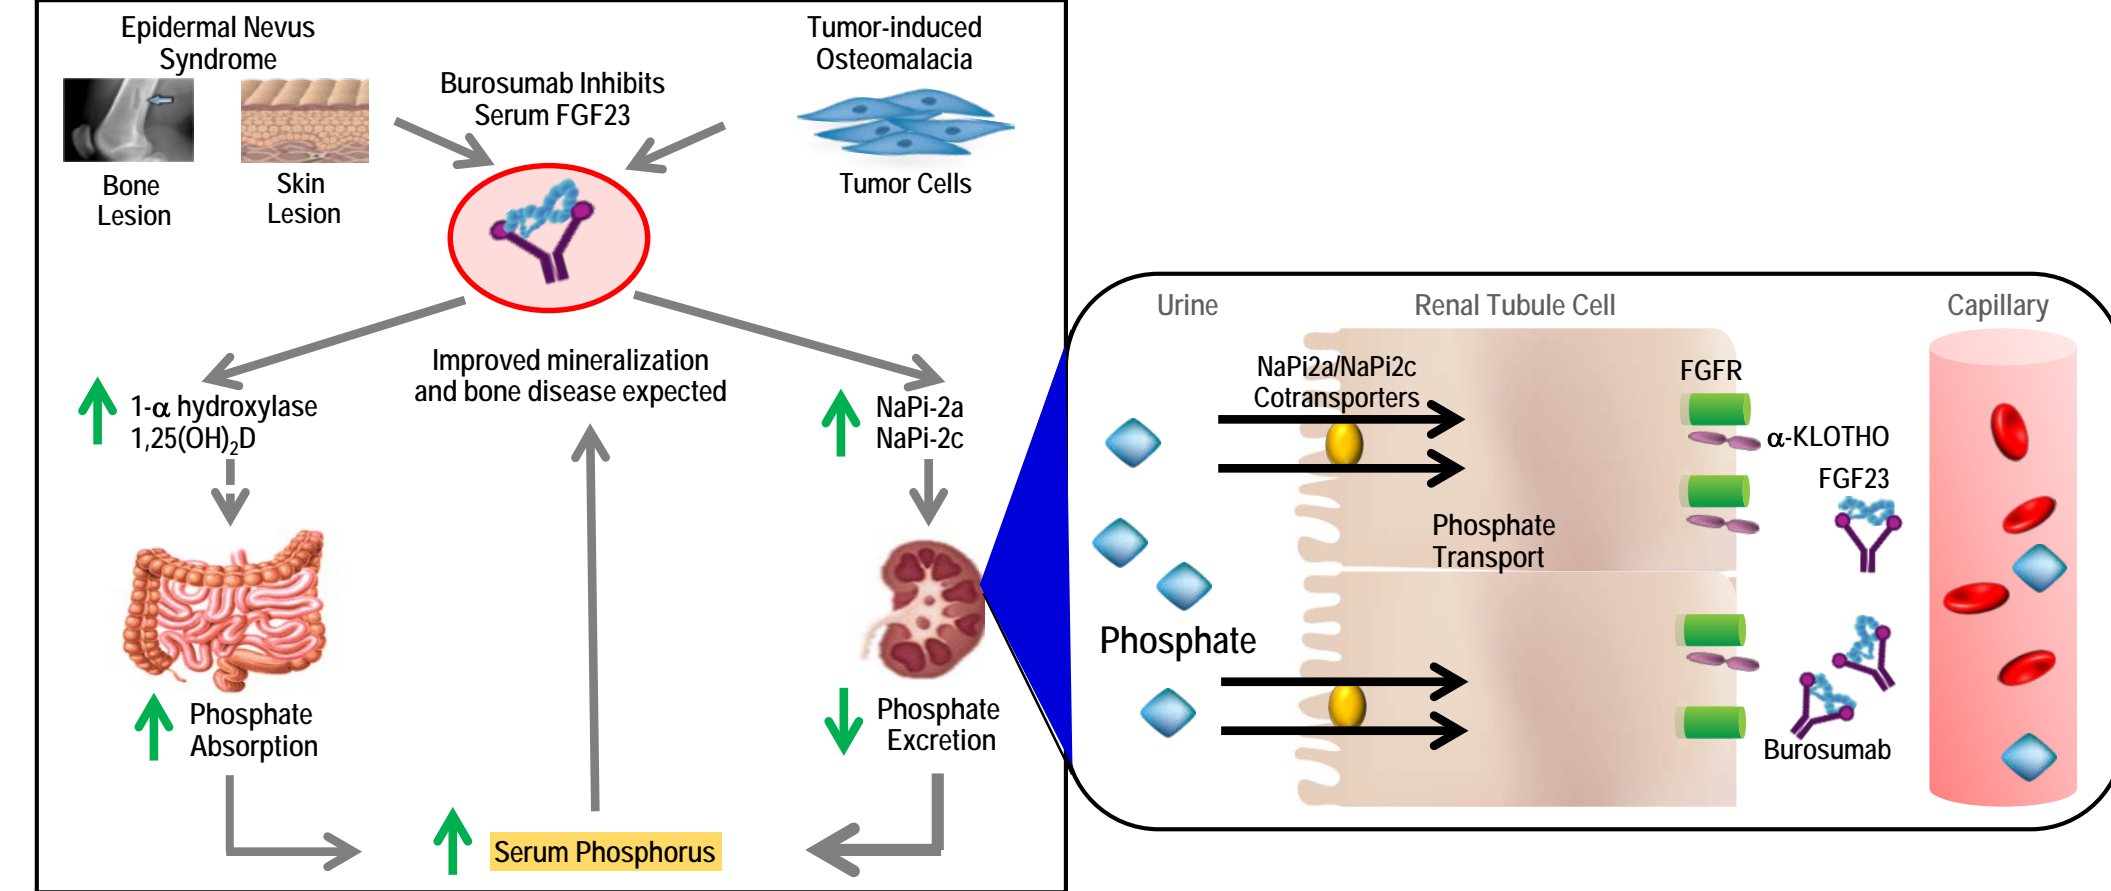 Epidermal Nevus
Syndrome
Bone
Lesion
Skin
Lesion
Burosumab Inhibits
Serum FGF23
Tumor-induced
Osteomalacia
Tumor Cells
1-α hydroxylase
1,25(OH)₂D
Improved mineralization
and bone disease expected
NaPi-2a
NaPi-2c
Phosphate
Absorption
Phosphate
Excretion
Serum Phosphorus
Urine
Renal Tubule Cell
Capillary
NaPi2a/NaPi2c
Cotransporters
FGFR
α-KLOTHO
FGF23
Phosphate
Transport
Phosphate
Burosumab